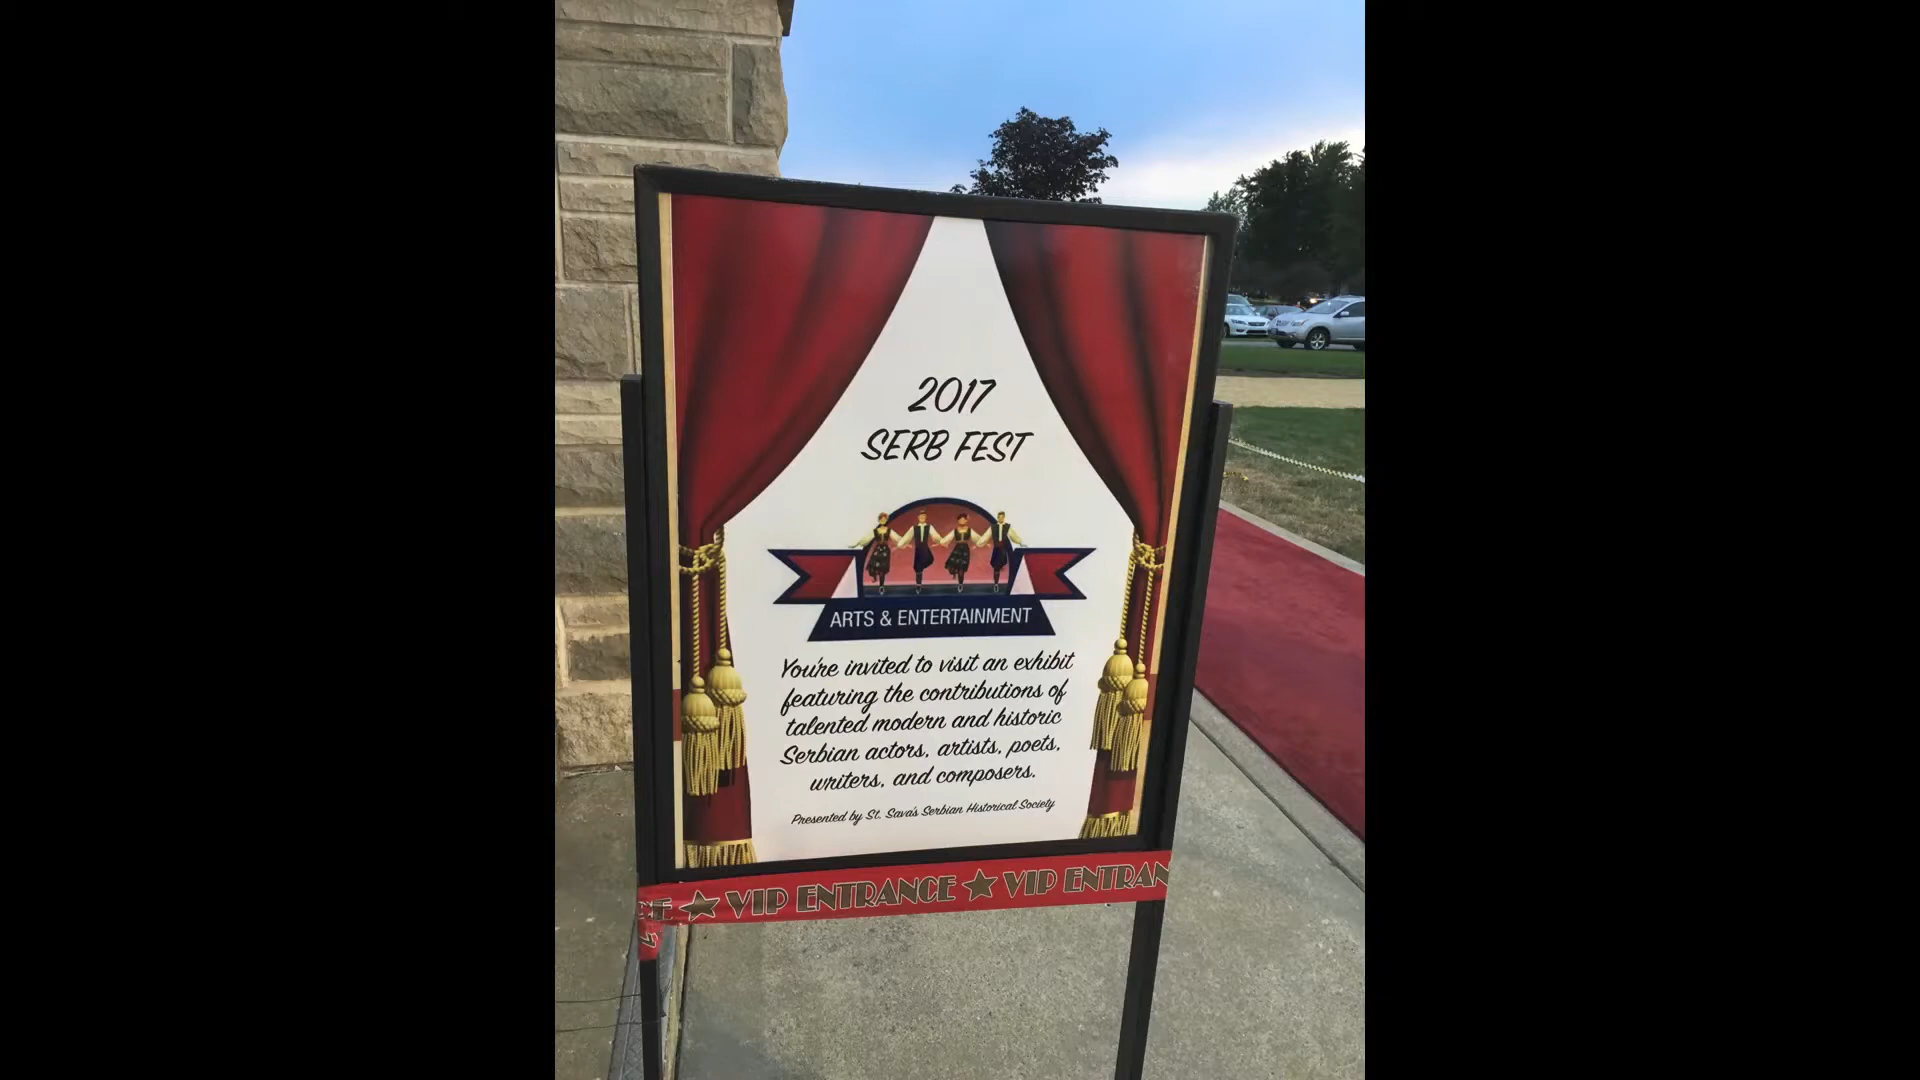 2017
SERB FEST
ARTS & ENTERTAINMENT
You're invited to visit an exhibit
featuring the contributions of
talented modern and historic
Serbian actors, artists, poets,
writers, and composers.
Presented by St. Sava's Serbian Historical Society
CE ★ VIP ENTRANCE ★ VIP ENTRAN